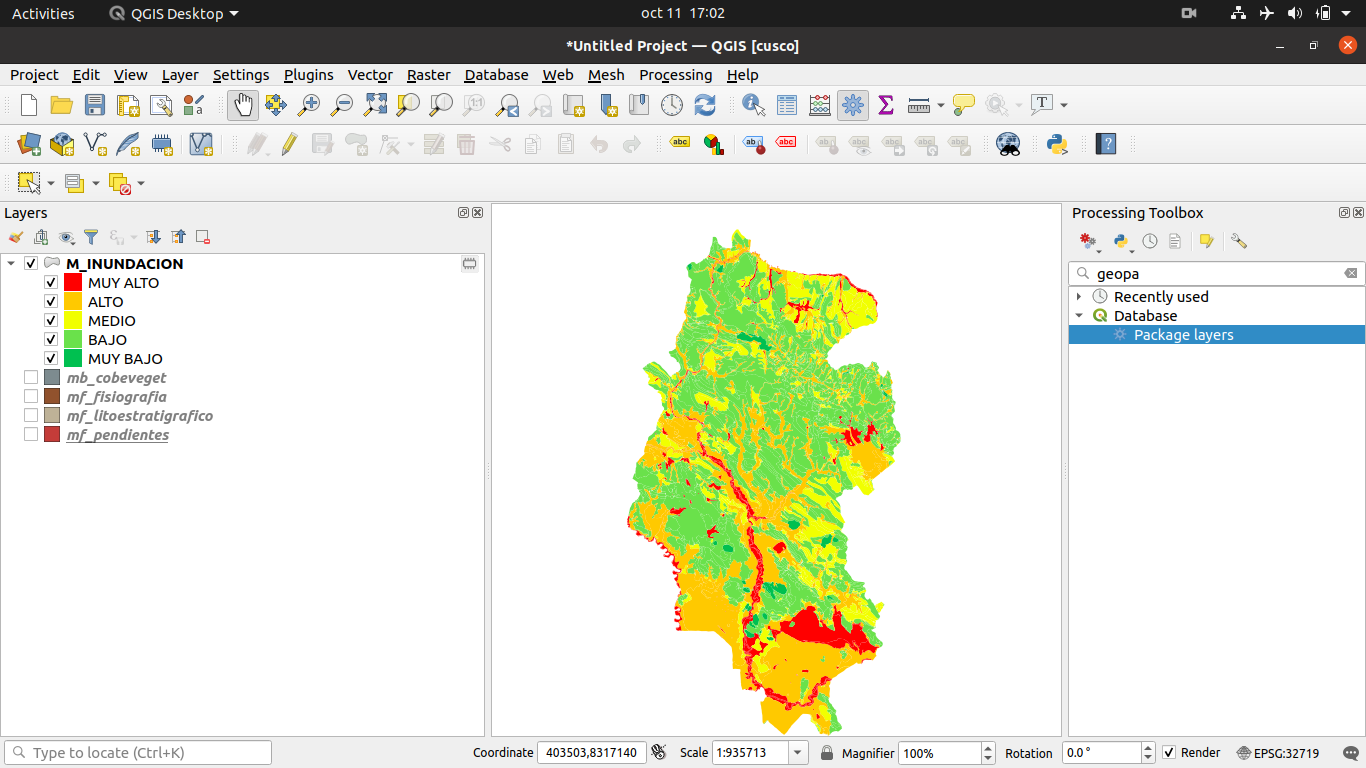 Activities QGIS Desktop oct 11 17:02
*Untitled Project — QGIS [cusco]
Project Edit View Layer Settings Plugins Vector Raster Database Web Mesh Processing Help
Layers
Processing Toolbox
geopa
M_INUNDACION
MUY ALTO
ALTO
MEDIO
BAJO
MUY BAJO
mb_cobeveget
mf_fisiografia
mf_litoestratigrafico
mf_pendientes
Recently used
Database
Package layers
Type to locate (Ctrl+K) Coordinate 403503,8317140 Scale 1:935713 Magnifier 100% Rotation 0.0 ° Render EPSG:32719